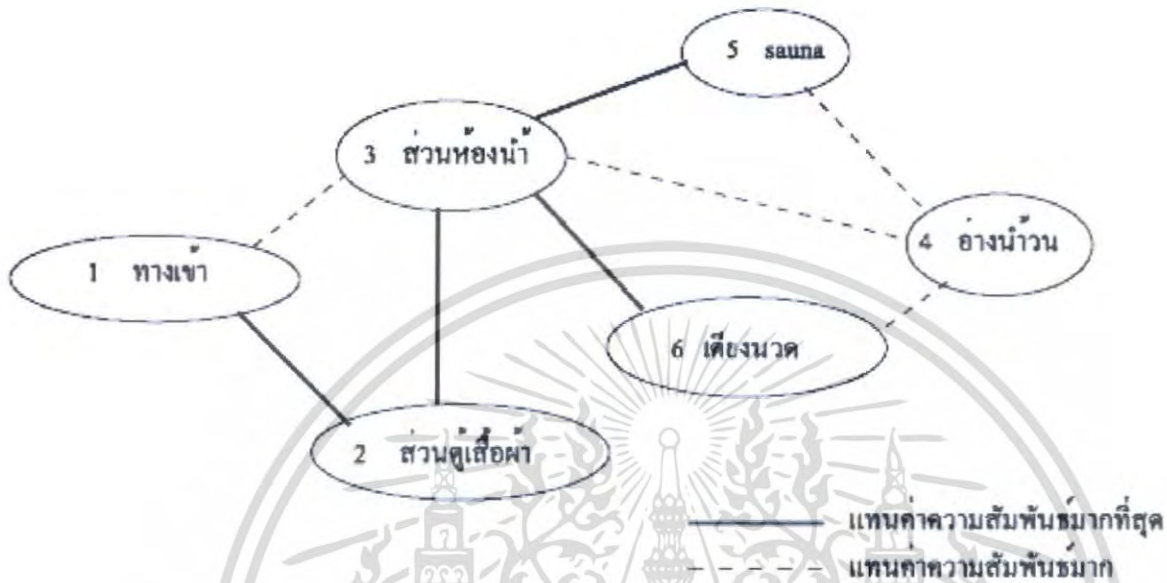 5 sauna
3 ส่วนห้องน้ำ
4 อ่างน้ำวน
1 ทางเข้า
6 เตียงนวด
2 ส่วนตู้เสื้อผ้า
แทนค่าความสัมพันธ์มากที่สุด
แทนค่าความสัมพันธ์มาก